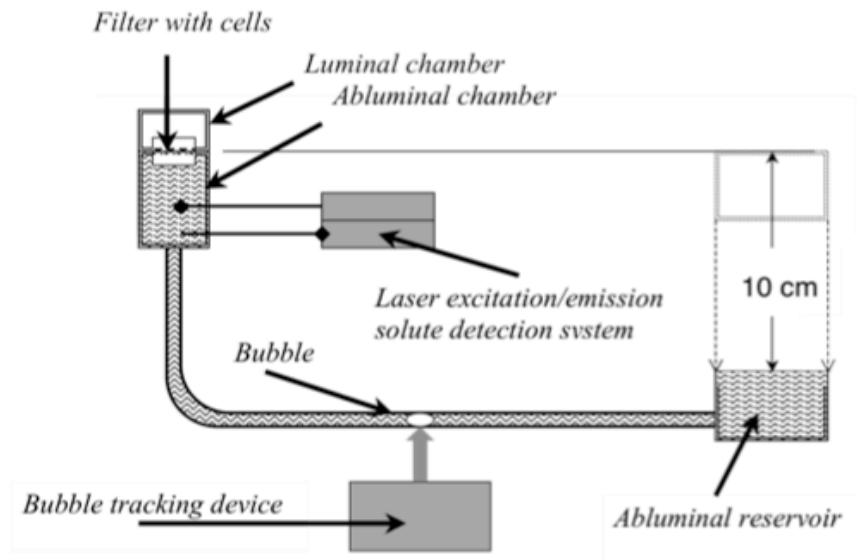 Filter with cells
Luminal chamber
Abluminal chamber
10 cm
Laser excitation/emission
solute detection svstem
Bubble
Bubble tracking device
Abluminal reservoir